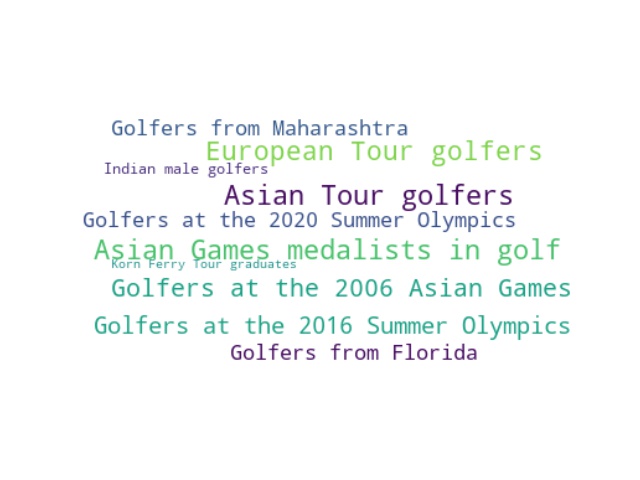 Golfers from Maharashtra
European Tour golfers
Indian male golfers
Asian Tour golfers
Golfers at the 2020 Summer Olympics
Asian Games medalists in golf
Korn Ferry Tour graduates
Golfers at the 2006 Asian Games
Golfers at the 2016 Summer Olympics
Golfers from Florida